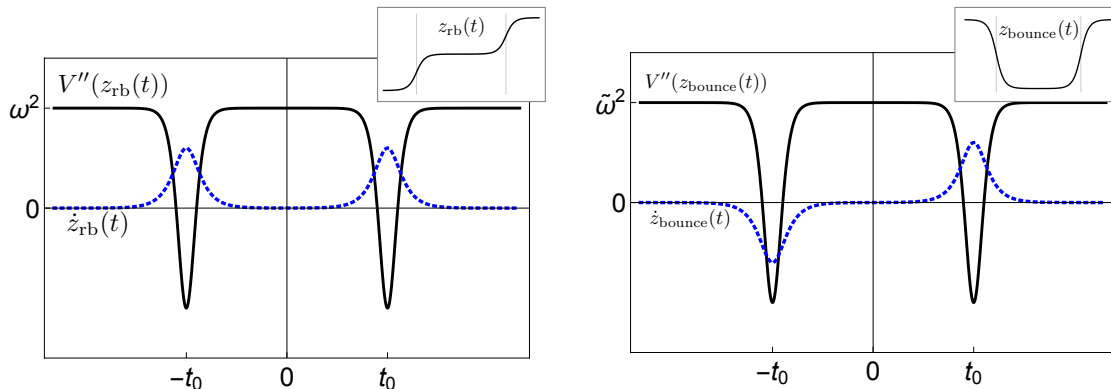 z_rb(t)
V''(z_rb(t))
ω²
0
ż_rb(t)
−t₀ 0 t₀
z_bounce(t)
V''(z_bounce(t))
ω̃²
0
ż_bounce(t)
−t₀ 0 t₀